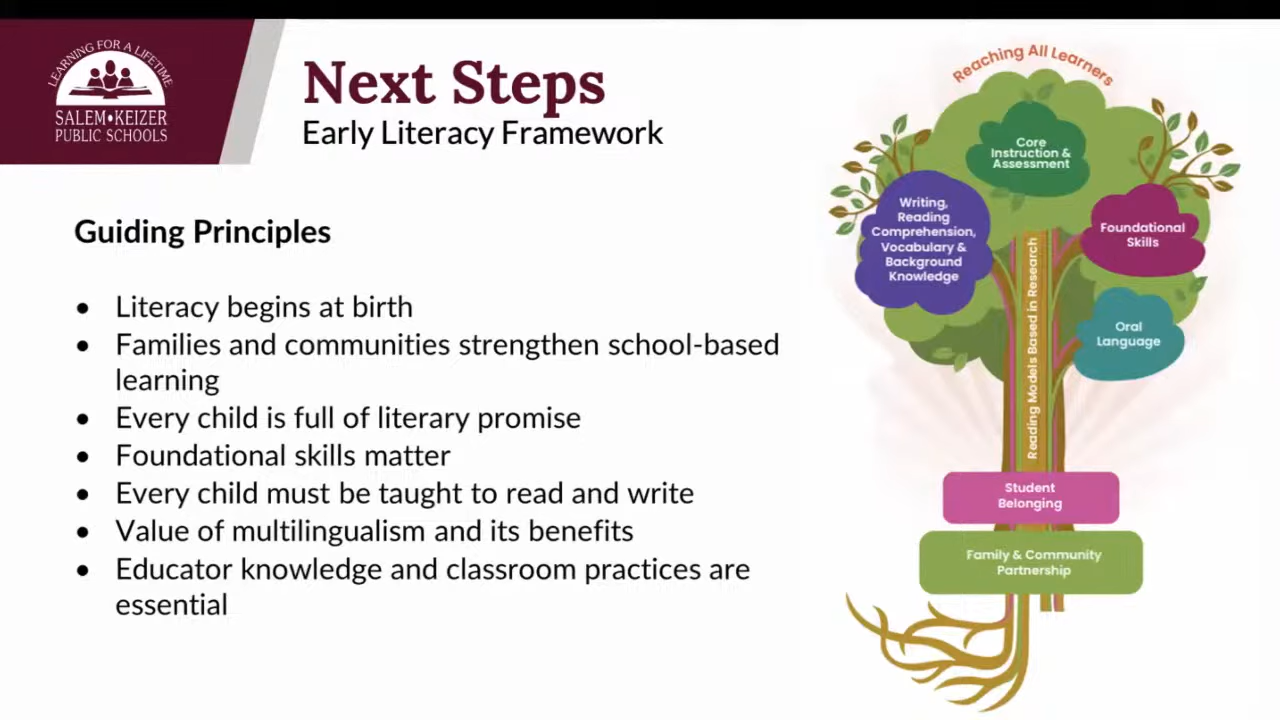 LEARNING FOR A LIFETIME
SALEM•KEIZER
PUBLIC SCHOOLS
Next Steps
Early Literacy Framework
Guiding Principles
• Literacy begins at birth
• Families and communities strengthen school-based
learning
• Every child is full of literary promise
• Foundational skills matter
• Every child must be taught to read and write
• Value of multilingualism and its benefits
• Educator knowledge and classroom practices are
essential
Reaching All Learners
Core
Instruction &
Assessment
Writing,
Reading
Comprehension,
Vocabulary &
Background
Knowledge
Foundational
Skills
Oral
Language
Reading Models Based in Research
Student
Belonging
Family & Community
Partnership